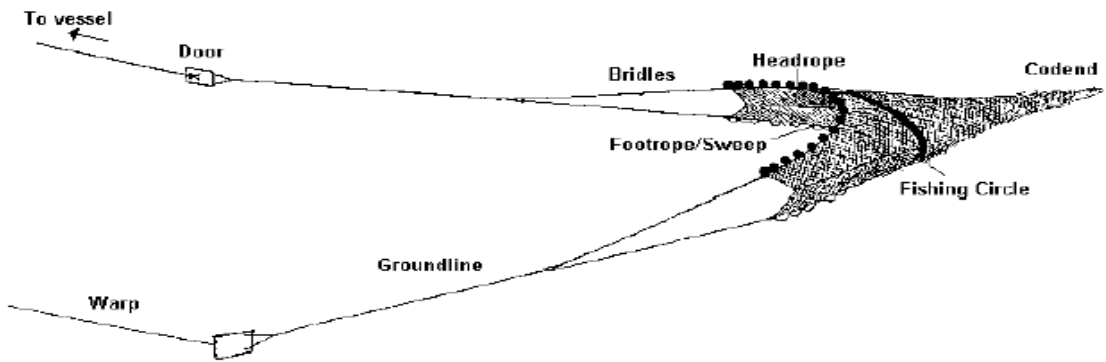 To vessel
Door
Headrope
Bridles
Codend
Footrope/Sweep
Fishing Circle
Groundline
Warp